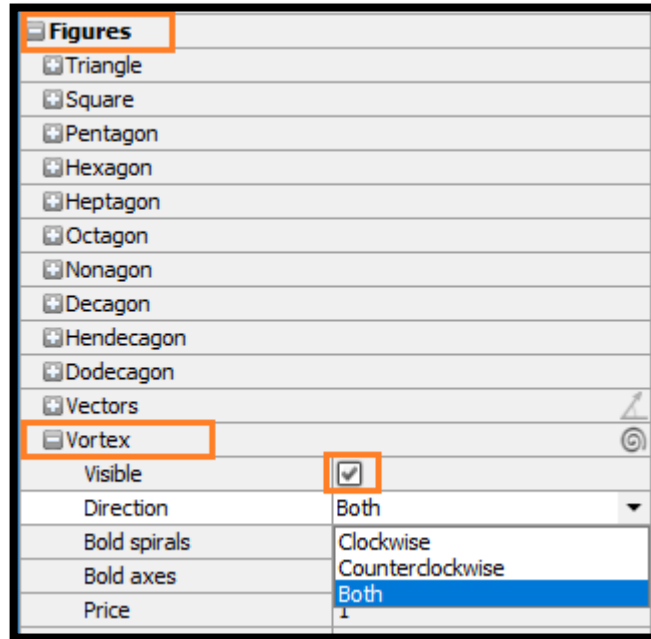 Figures
Triangle
Square
Pentagon
Hexagon
Heptagon
Octagon
Nonagon
Decagon
Hendecagon
Dodecagon
Vectors
Vortex
Visible
Direction Both
Bold spirals Clockwise
Counterclockwise
Bold axes Both
Price 1